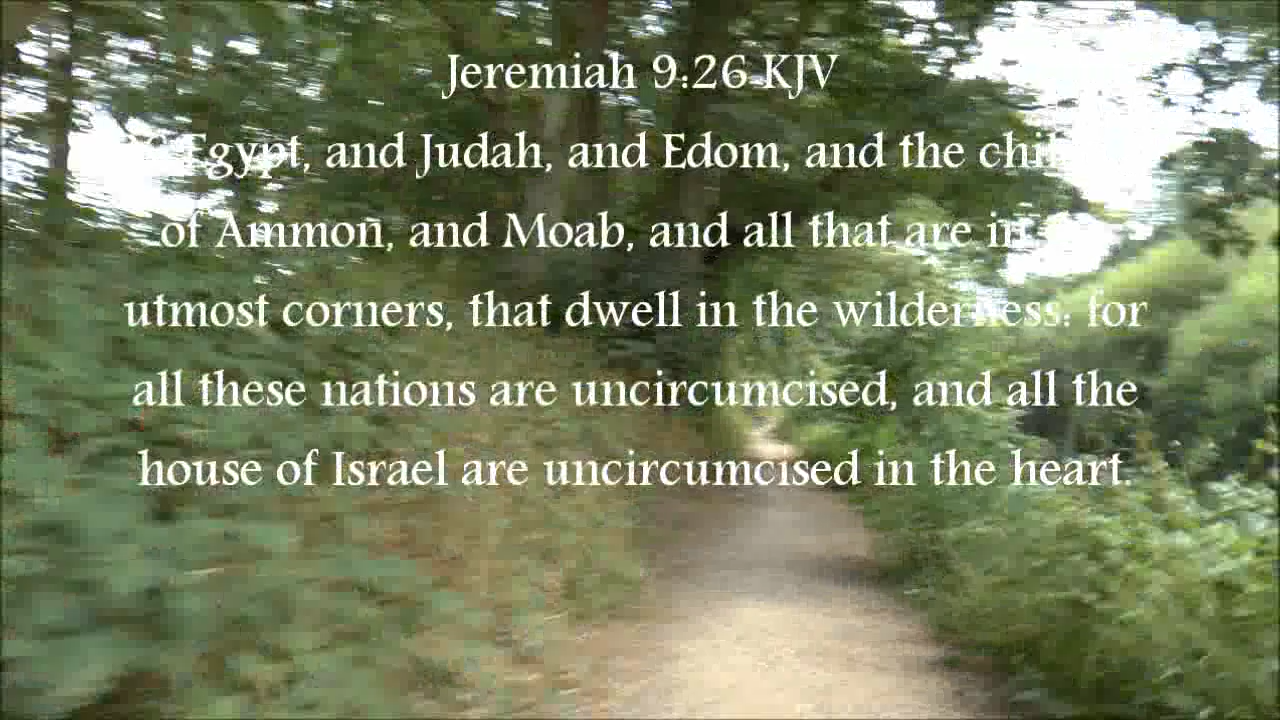 Jeremiah 9:26 KJV
Egypt, and Judah, and Edom, and the
of Ammon, and Moab, and all that are in
utmost corners, that dwell in the wilderness: for
all these nations are uncircumcised, and all the
house of Israel are uncircumcised in the heart.